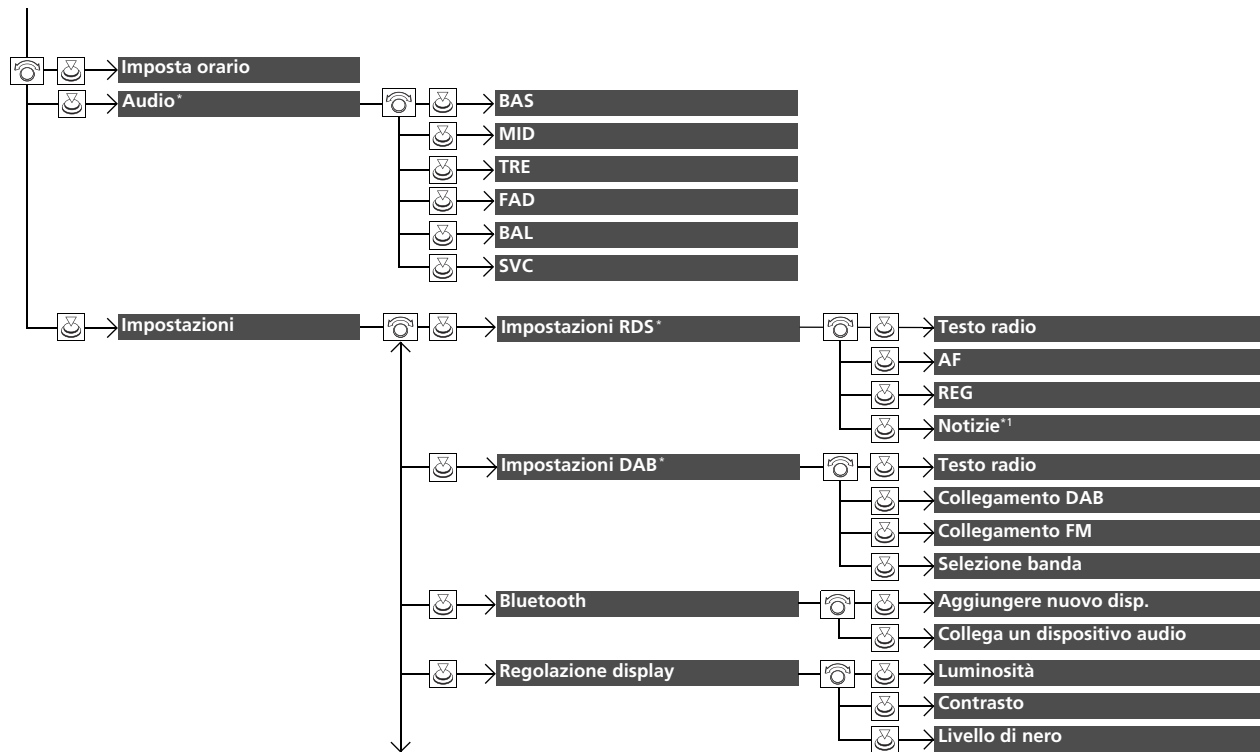 Imposta orario
Audio*
BAS
MID
TRE
FAD
BAL
SVC
Impostazioni
Impostazioni RDS*
Testo radio
AF
REG
Notizie*1
Impostazioni DAB*
Testo radio
Collegamento DAB
Collegamento FM
Selezione banda
Bluetooth
Aggiungere nuovo disp.
Collega un dispositivo audio
Regolazione display
Luminosità
Contrasto
Livello di nero